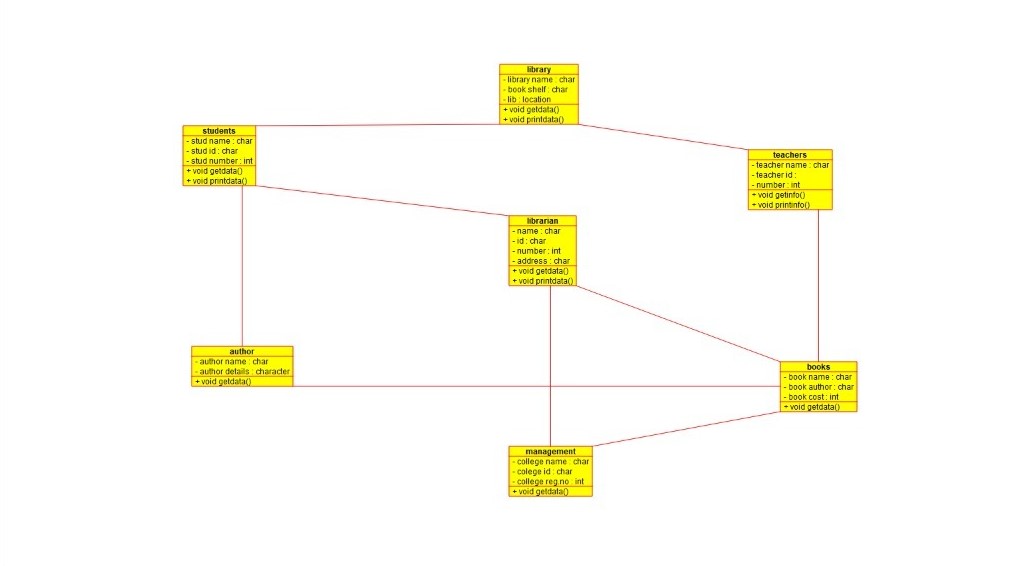 library
- library name : char
- book shelf : char
- lib : location
+ void getdata()
+ void printdata()
students
- stud name : char
- stud id : char
- stud number : int
+ void getdata()
+ void printdata()
teachers
- teacher name : char
- teacher id :
- number : int
+ void getinfo()
+ void printinfo()
librarian
- name : char
- id : char
- number : int
- address : char
+ void getdata()
+ void printdata()
author
- author name : char
- author details : character
+ void getdata()
books
- book name : char
- book author : char
- book cost : int
+ void getdata()
management
- college name : char
- colege id : char
- college reg.no : int
+ void getdata()